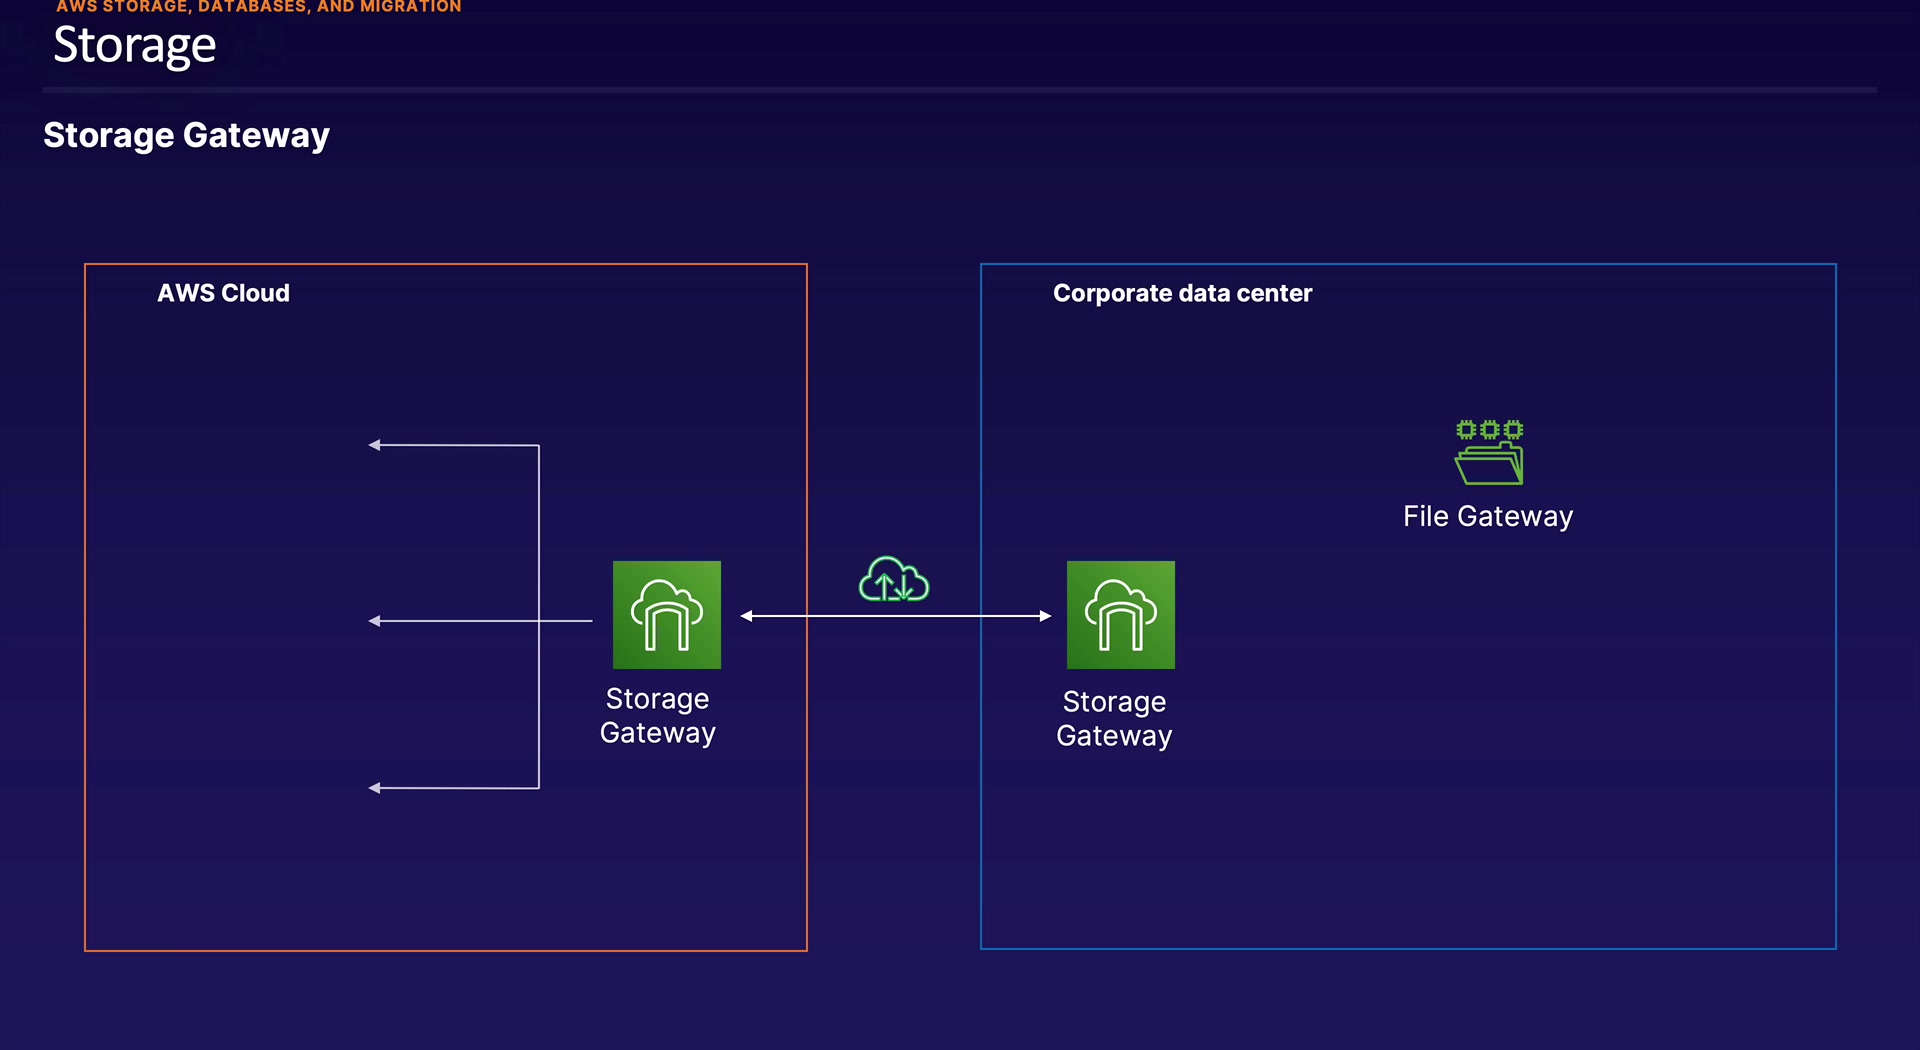 AWS STORAGE, DATABASES, AND MIGRATION
Storage
Storage Gateway
AWS Cloud
Corporate data center
File Gateway
Storage
Gateway
Storage
Gateway